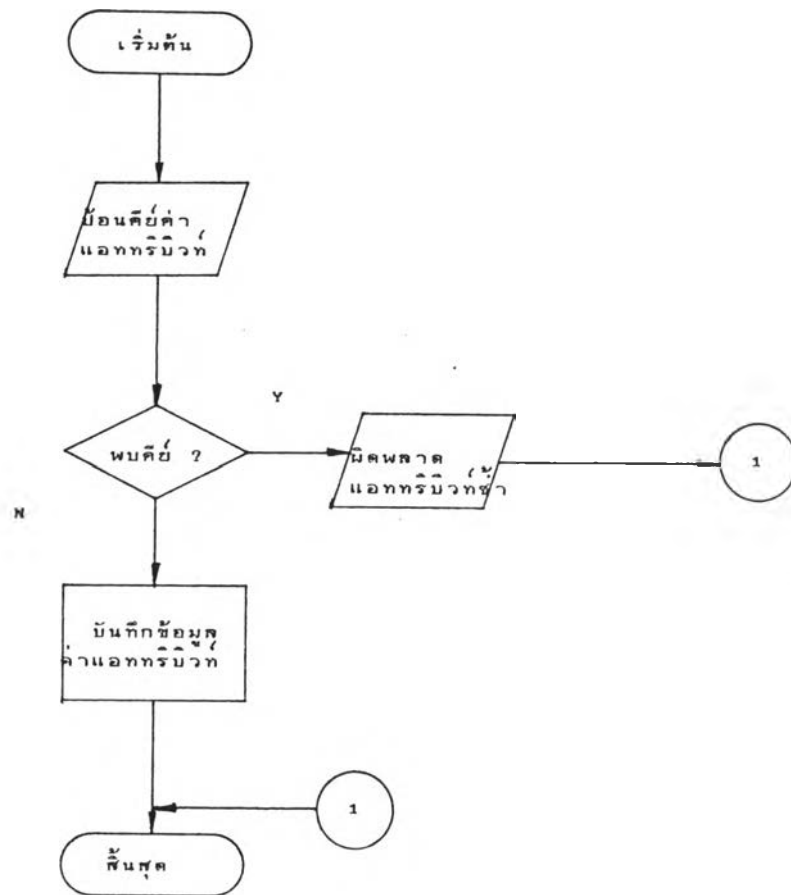 เริ่มต้น
ป้อนคีย์ค่า
แอททริบิวท์
Y
พบคีย์ ?
ผิดพลาด
แอททริบิวท์ซ้ำ
1
N
บันทึกข้อมูล
ค่าแอททริบิวท์
1
สิ้นสุด